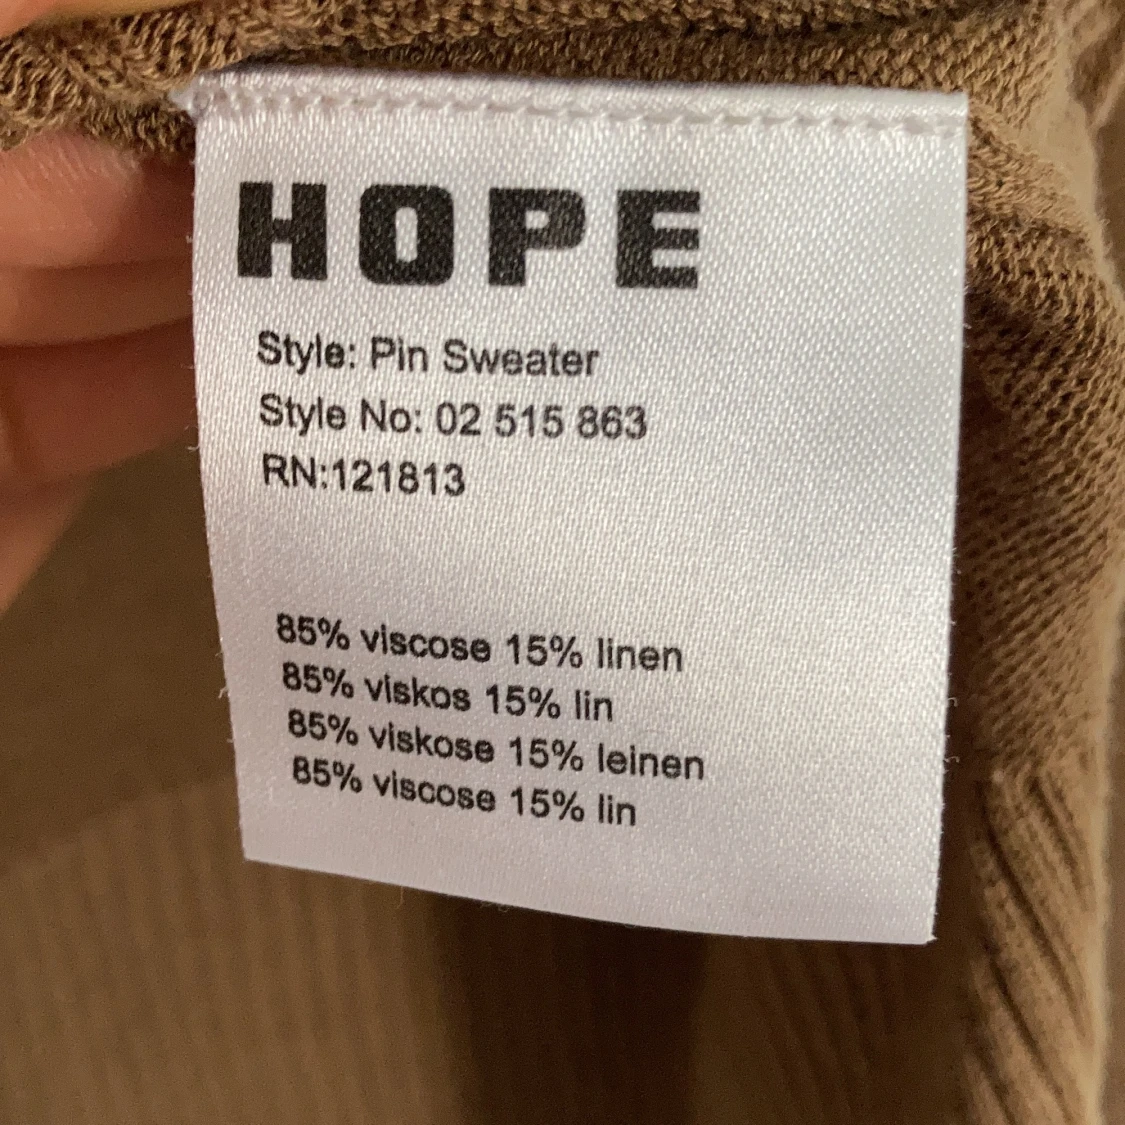 HOPE
Style: Pin Sweater
Style No: 02 515 863
RN:121813
85% viscose 15% linen
85% viskos 15% lin
85% viskose 15% leinen
85% viscose 15% lin